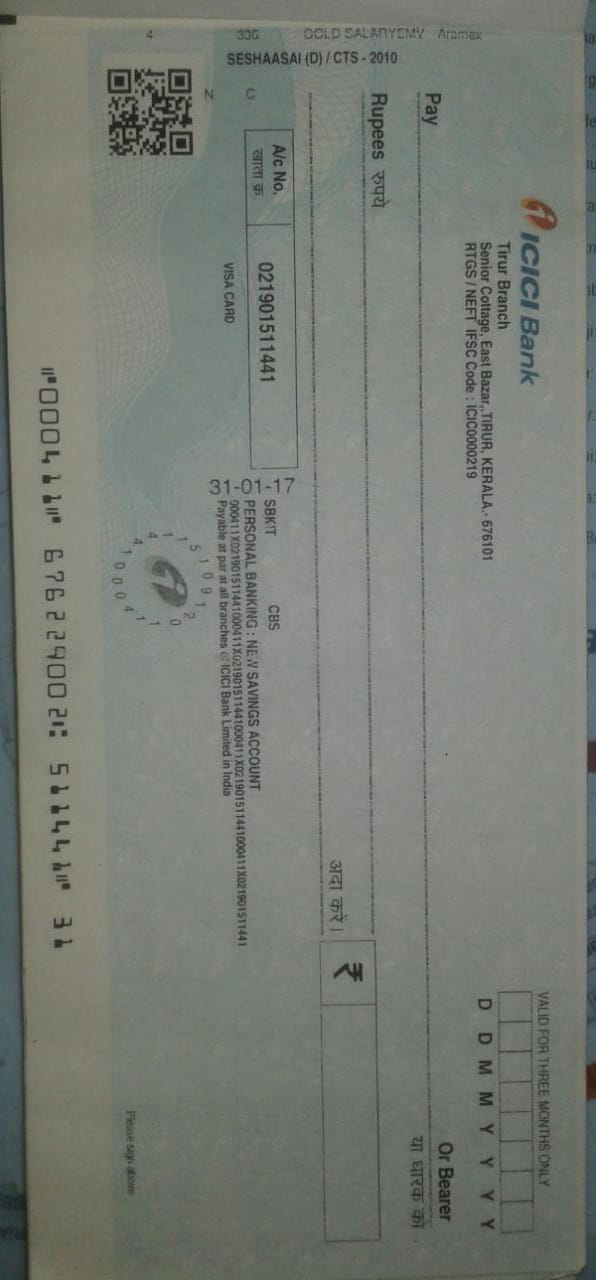 ICICI Bank
Tirur Branch
Senior Cottage, East Bazar,,TIRUR, KERALA.- 676101
RTGS / NEFT IFSC Code : ICIC0000219
VALID FOR THREE MONTHS ONLY
D D M M Y Y Y Y
Pay
Or Bearer
या धारक को
Rupees रुपये
अदा करें।
₹
A/c No.
खाता क्र
021901511441
VISA CARD
SBKIT CBS
31-01-17
PERSONAL BANKING : NEW SAVINGS ACCOUNT
000411X021901511441000411X021901511441000411X021901511441000411X021901511441
Payable at par at all branches of ICICI Bank Limited in India
Please sign above
SESHAASAI (D) / CTS - 2010
4 336 GOLD SALARYEMV Aramex
N C
⑈000411⑈ 676229002⑆ 511441⑈ 31